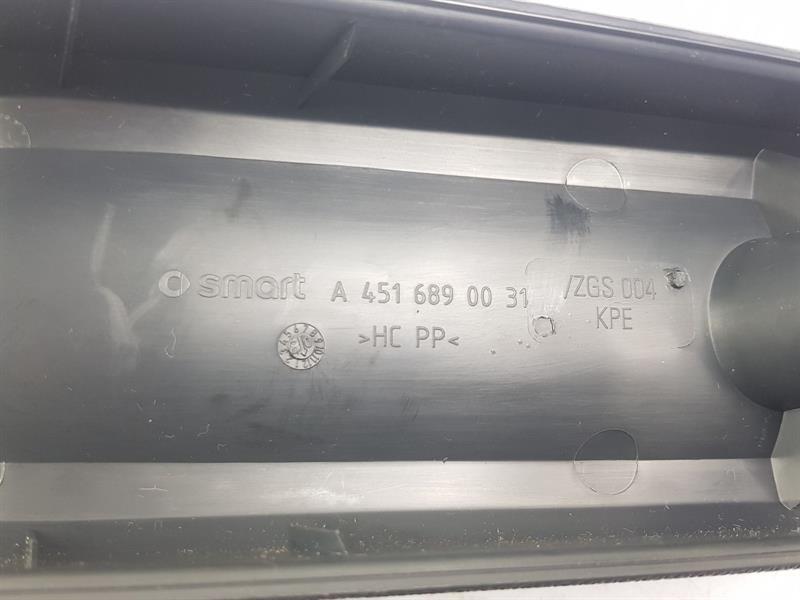 smart A 451 689 00 31 /ZGS 004
>HC PP< KPE